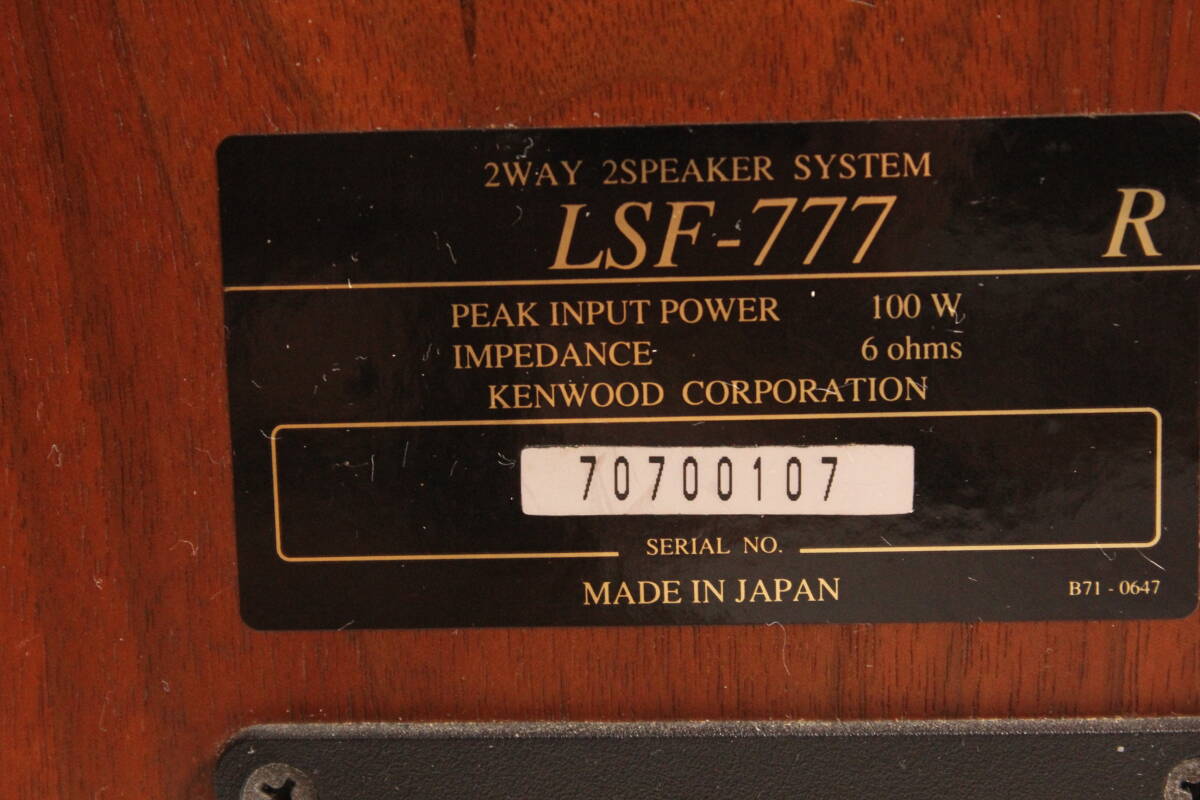 2WAY 2SPEAKER SYSTEM
LSF-777 R
PEAK INPUT POWER 100 W
IMPEDANCE 6 ohms
KENWOOD CORPORATION
70700107
SERIAL NO.
MADE IN JAPAN
B71-0647